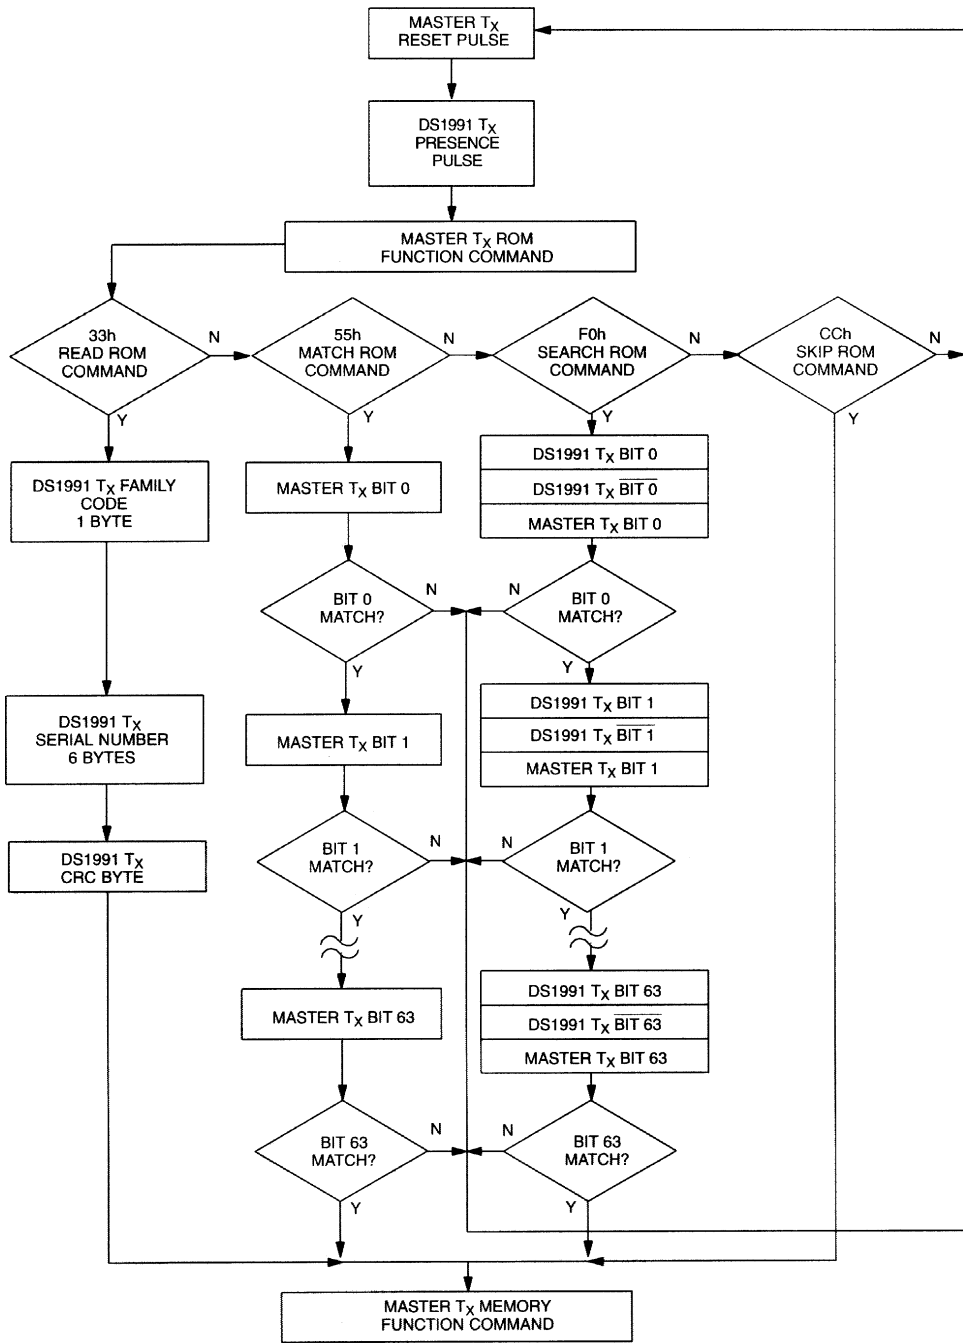 MASTER TX
RESET PULSE
DS1991 TX
PRESENCE
PULSE
MASTER TX ROM
FUNCTION COMMAND
33h
READ ROM
COMMAND
N
Y
55h
MATCH ROM
COMMAND
N
Y
F0h
SEARCH ROM
COMMAND
N
Y
CCh
SKIP ROM
COMMAND
N
Y
DS1991 TX FAMILY
CODE
1 BYTE
DS1991 TX
SERIAL NUMBER
6 BYTES
DS1991 TX
CRC BYTE
MASTER TX BIT 0
BIT 0
MATCH?
N
Y
MASTER TX BIT 1
BIT 1
MATCH?
N
Y
MASTER TX BIT 63
BIT 63
MATCH?
N
Y
DS1991 TX BIT 0
DS1991 TX B̅I̅T̅ ̅0̅
MASTER TX BIT 0
BIT 0
MATCH?
N
Y
DS1991 TX BIT 1
DS1991 TX B̅I̅T̅ ̅1̅
MASTER TX BIT 1
BIT 1
MATCH?
N
Y
DS1991 TX BIT 63
DS1991 TX B̅I̅T̅ ̅6̅3̅
MASTER TX BIT 63
BIT 63
MATCH?
N
Y
MASTER TX MEMORY
FUNCTION COMMAND